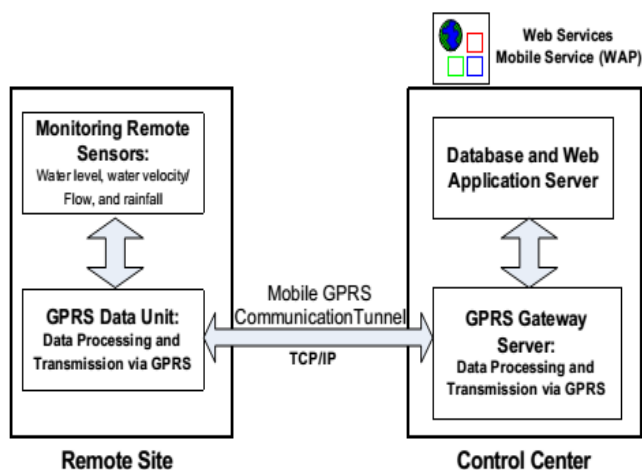 Web Services
Mobile Service (WAP)
Monitoring Remote
Sensors:
Water level, water velocity/
Flow, and rainfall
GPRS Data Unit:
Data Processing and
Transmission via GPRS
Remote Site
Mobile GPRS
CommunicationTunnel
TCP/IP
Database and Web
Application Server
GPRS Gateway
Server:
Data Processing and
Transmission via GPRS
Control Center